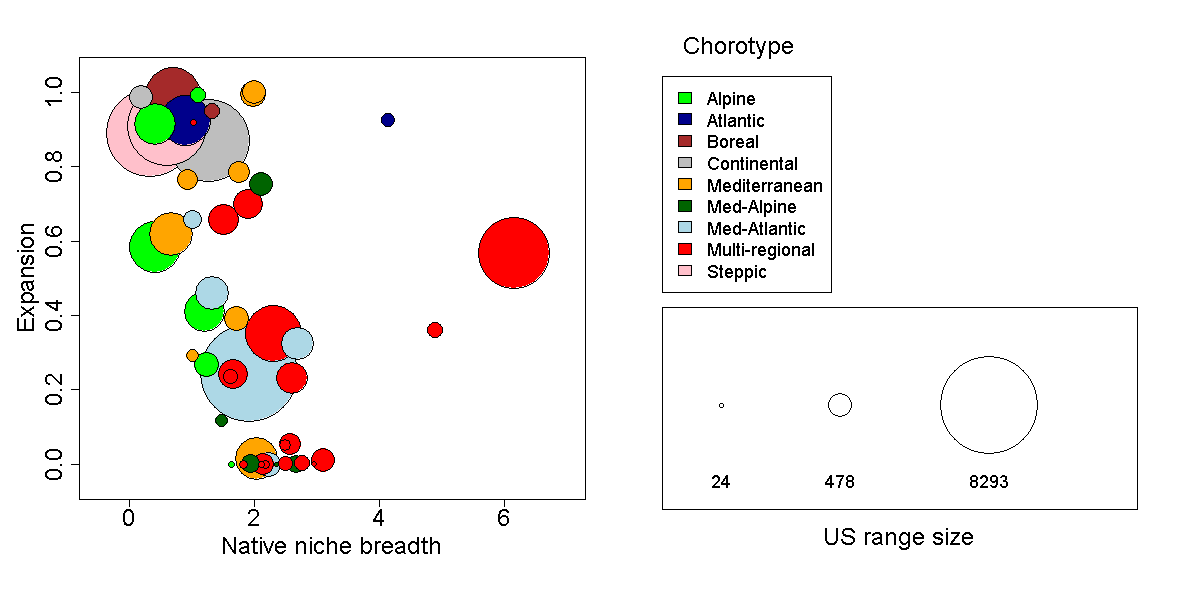 Expansion
1.0
0.8
0.6
0.4
0.2
0.0
0 2 4 6
Native niche breadth
Chorotype
Alpine
Atlantic
Boreal
Continental
Mediterranean
Med-Alpine
Med-Atlantic
Multi-regional
Steppic
24 478 8293
US range size